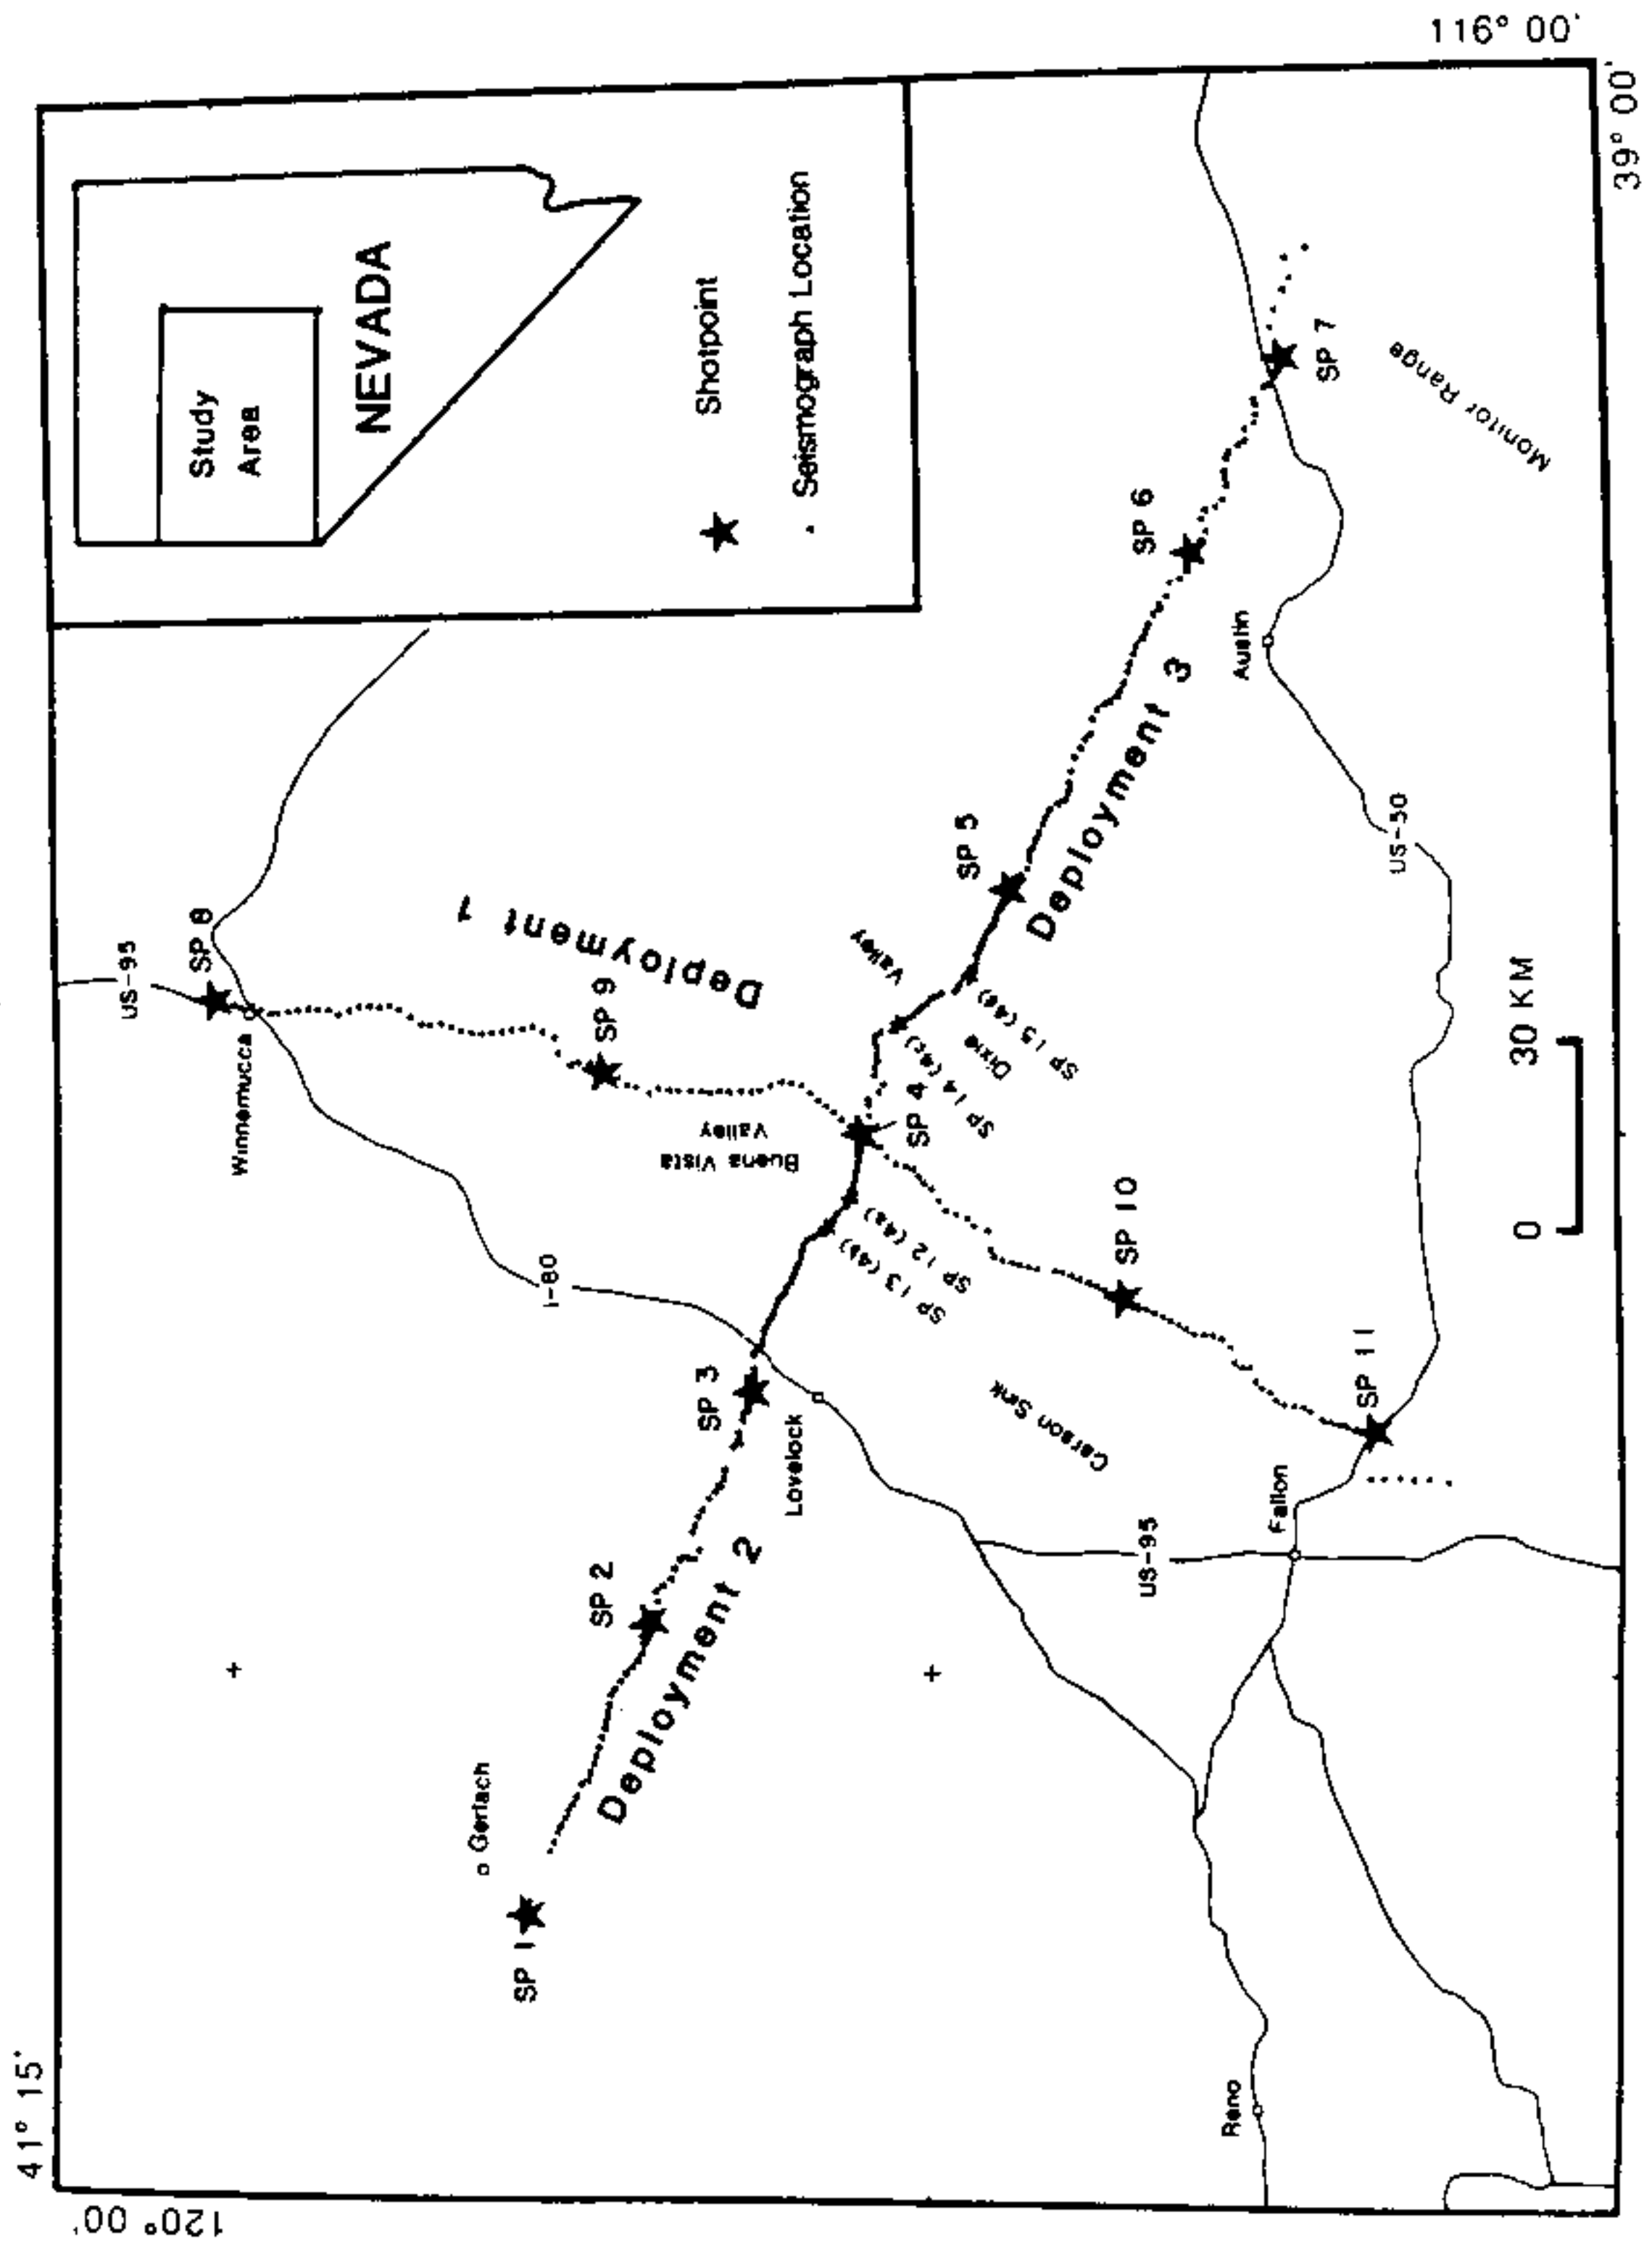 41° 15'
120° 00'
116° 00'
39° 00'
NEVADA
Study
Area
Shotpoint
Seismograph Location
US-95
SP 8
Winnemucca
Deployment 1
SP 9
Buena Vista
Valley
I-80
SP 1
Gerlach
SP 2
Deployment 2
SP 3
Lovelock
SP 13 (4b)
SP 12 (4a)
SP 4
SP 14 (4c)
Dixie
Valley
SP 15 (4e)
SP 5
Deployment 3
SP 6
SP 7
Monitor Range
Austin
SP 10
Carson Sink
SP 11
Fallon
US-95
US-50
Reno
0 30 KM